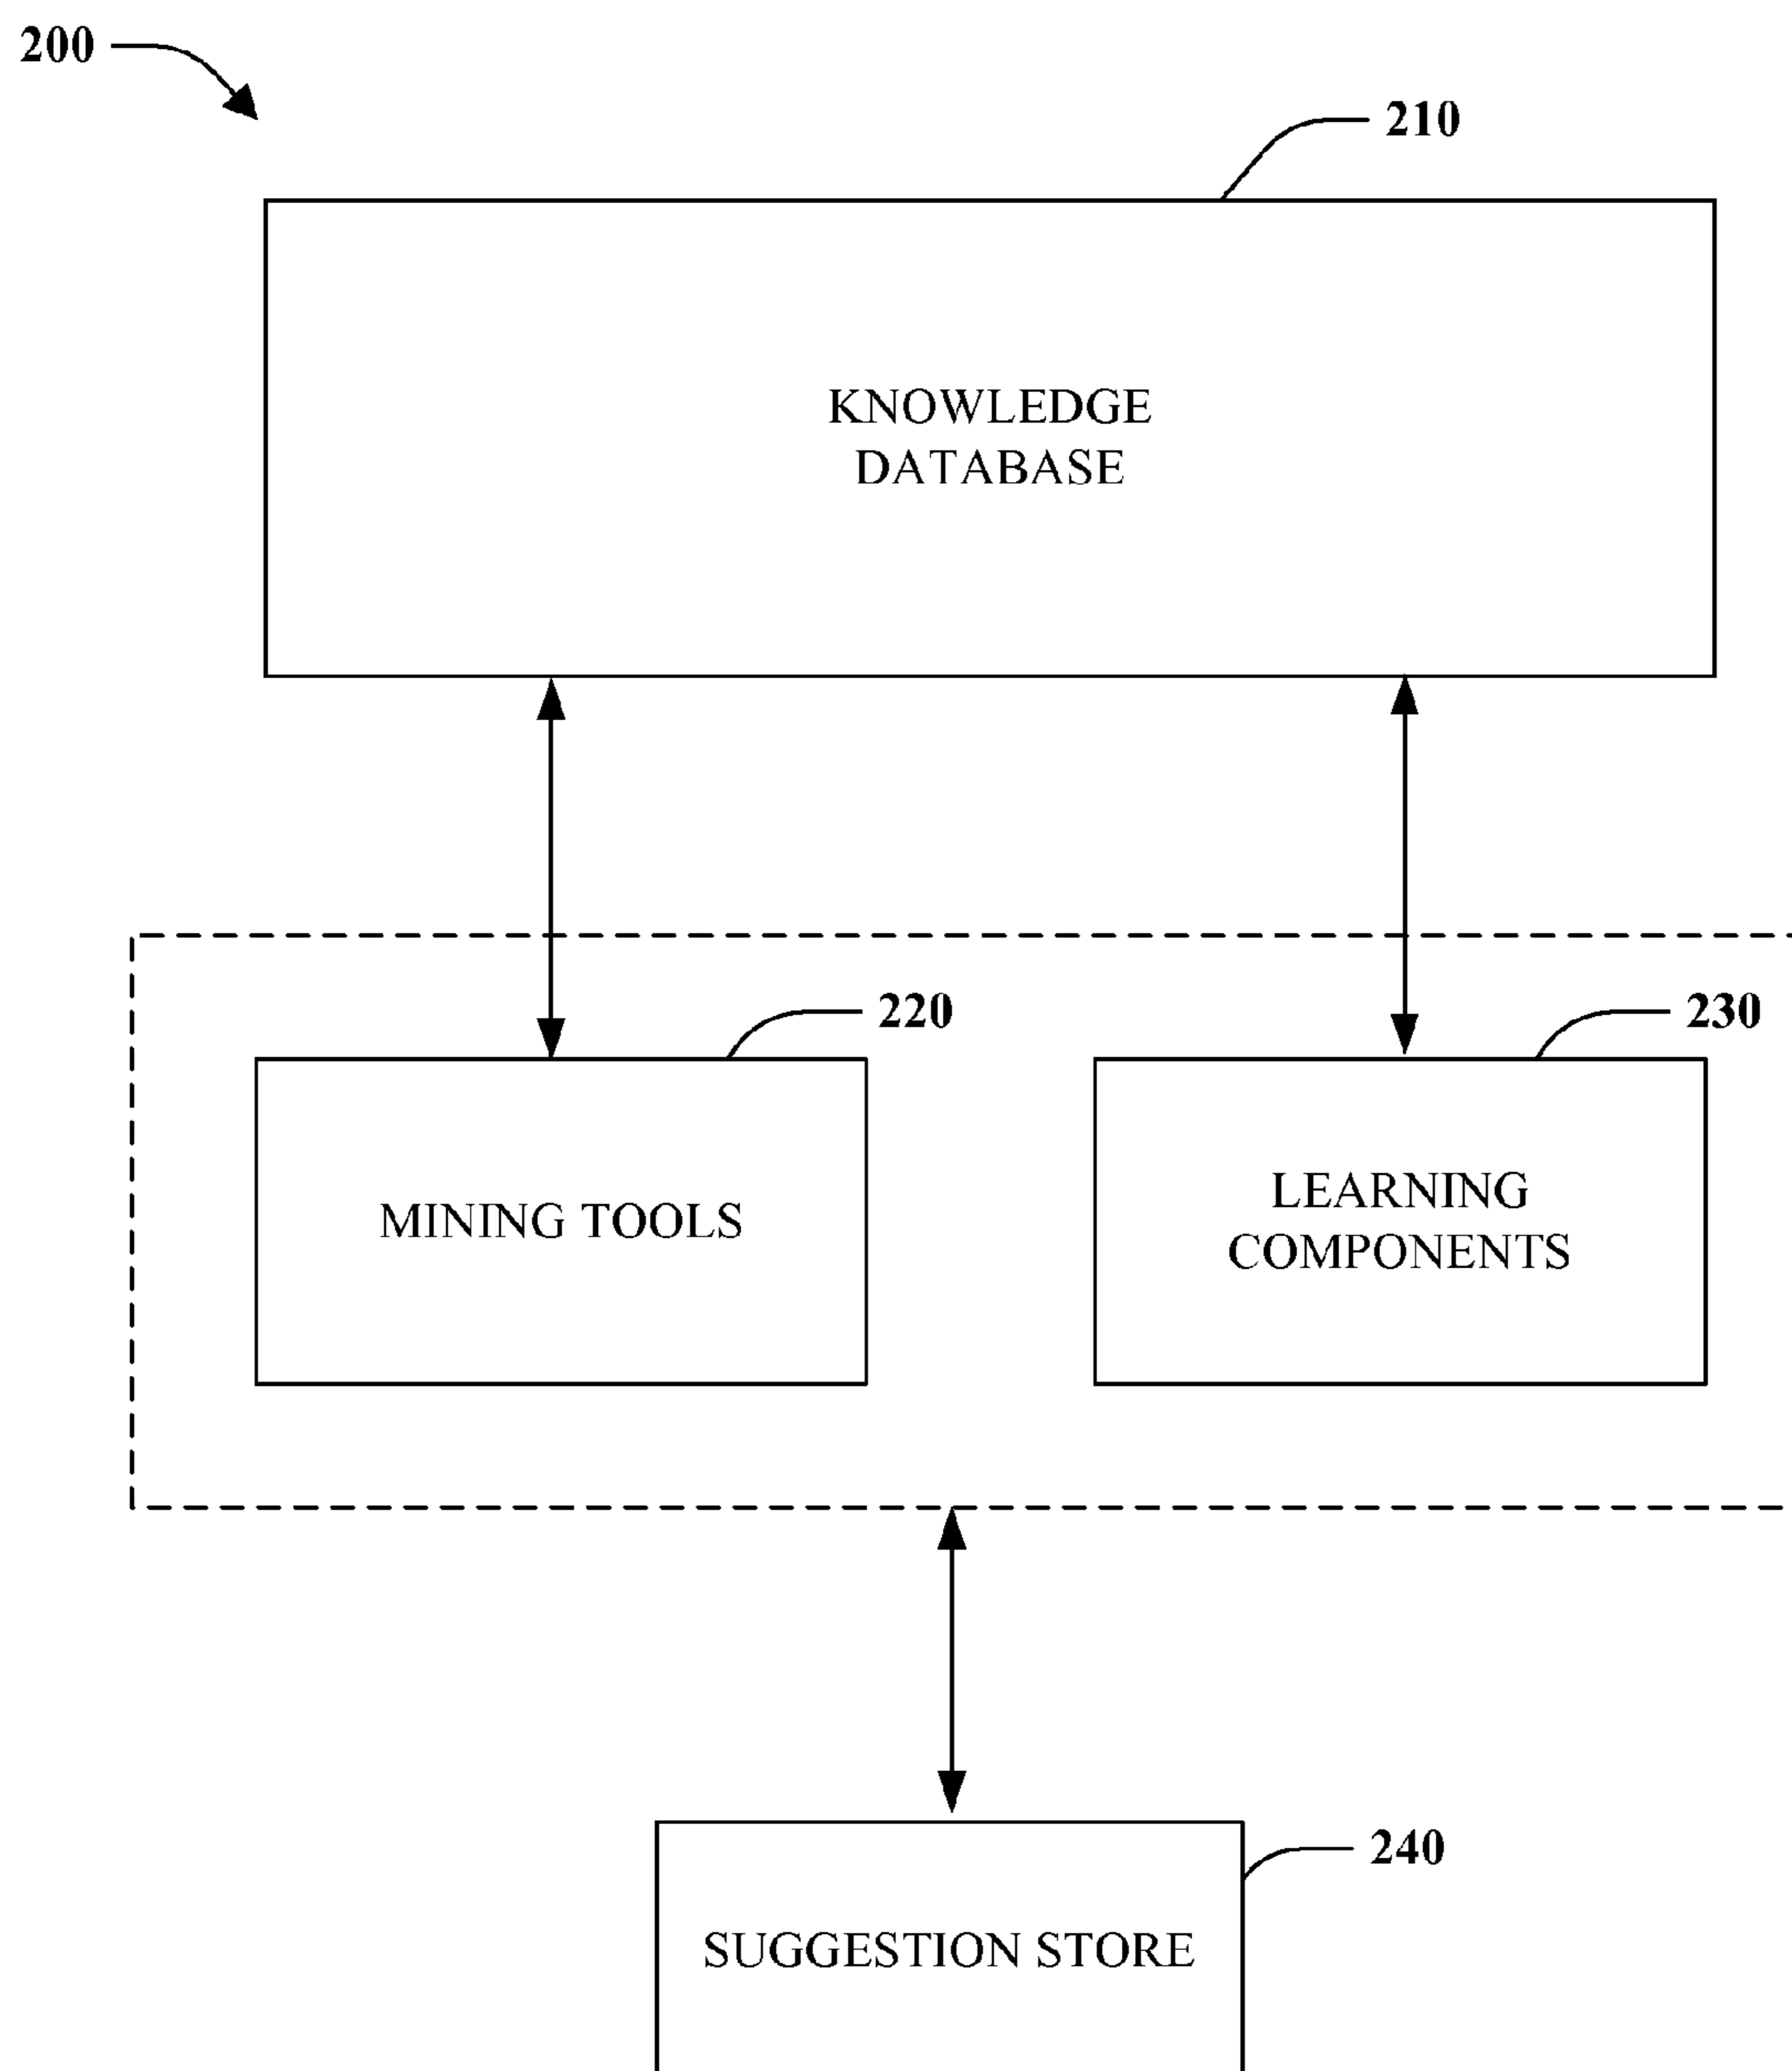 200
210
KNOWLEDGE
DATABASE
220
230
MINING TOOLS
LEARNING
COMPONENTS
240
SUGGESTION STORE